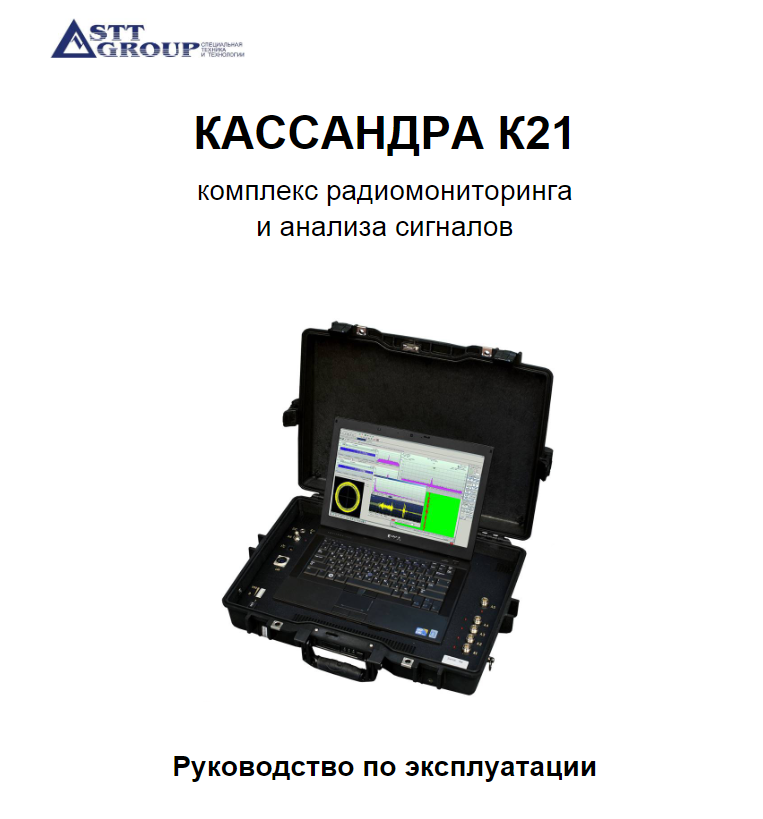 STT
GROUP
СПЕЦИАЛЬНАЯ
ТЕХНИКА
И ТЕХНОЛОГИИ
КАССАНДРА К21
комплекс радиомониторинга
и анализа сигналов
Руководство по эксплуатации